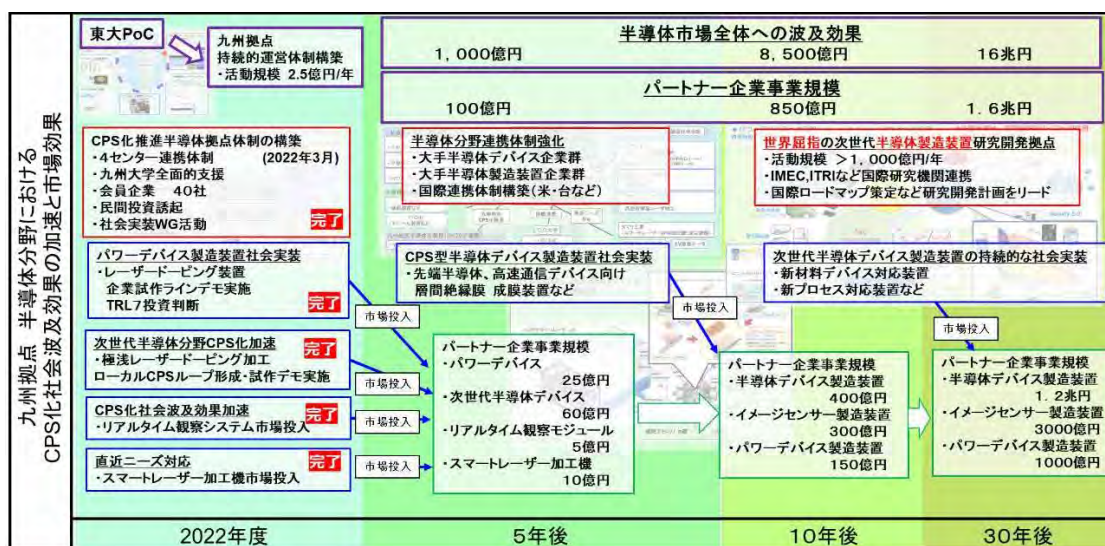 九州拠点 半導体分野における
CPS化社会波及効果の加速と市場効果
東大PoC
九州拠点
持続的運営体制構築
・活動規模 2.5億円/年
半導体市場全体への波及効果
1,000億円 8,500億円 16兆円
パートナー企業事業規模
100億円 850億円 1.6兆円
CPS化推進半導体拠点体制の構築
・4センター連携体制 (2022年3月)
・九州大学全面的支援
・会員企業 40社
・民間投資誘起
・社会実装WG活動
完了
半導体分野連携体制強化
・大手半導体デバイス企業群
・大手半導体製造装置企業群
・国際連携体制構築(米・台など)
世界屈指の次世代半導体製造装置研究開発拠点
・活動規模 >1,000億円/年
・IMEC,ITRIなど国際研究機関連携
・国際ロードマップ策定など研究開発計画をリード
パワーデバイス製造装置社会実装
・レーザードーピング装置
企業試作ラインデモ実施
TRL7投資判断
完了
CPS型半導体デバイス製造装置社会実装
・先端半導体、高速通信デバイス向け
層間絶縁膜 成膜装置など
次世代半導体デバイス製造装置の持続的な社会実装
・新材料デバイス対応装置
・新プロセス対応装置など
市場投入
市場投入
市場投入
次世代半導体分野CPS化加速
完了
・極浅レーザードーピング加工
ローカルCPSループ形成・試作デモ実施
市場投入
CPS化社会波及効果加速
完了
・リアルタイム観察システム市場投入
市場投入
直近ニーズ対応
完了
・スマートレーザー加工機市場投入
市場投入
パートナー企業事業規模
・パワーデバイス
25億円
・次世代半導体デバイス
60億円
・リアルタイム観察モジュール
5億円
・スマートレーザー加工機
10億円
パートナー企業事業規模
・半導体デバイス製造装置
400億円
・イメージセンサー製造装置
300億円
・パワーデバイス製造装置
150億円
パートナー企業事業規模
・半導体デバイス製造装置
1.2兆円
・イメージセンサー製造装置
3000億円
・パワーデバイス製造装置
1000億円
2022年度 5年後 10年後 30年後